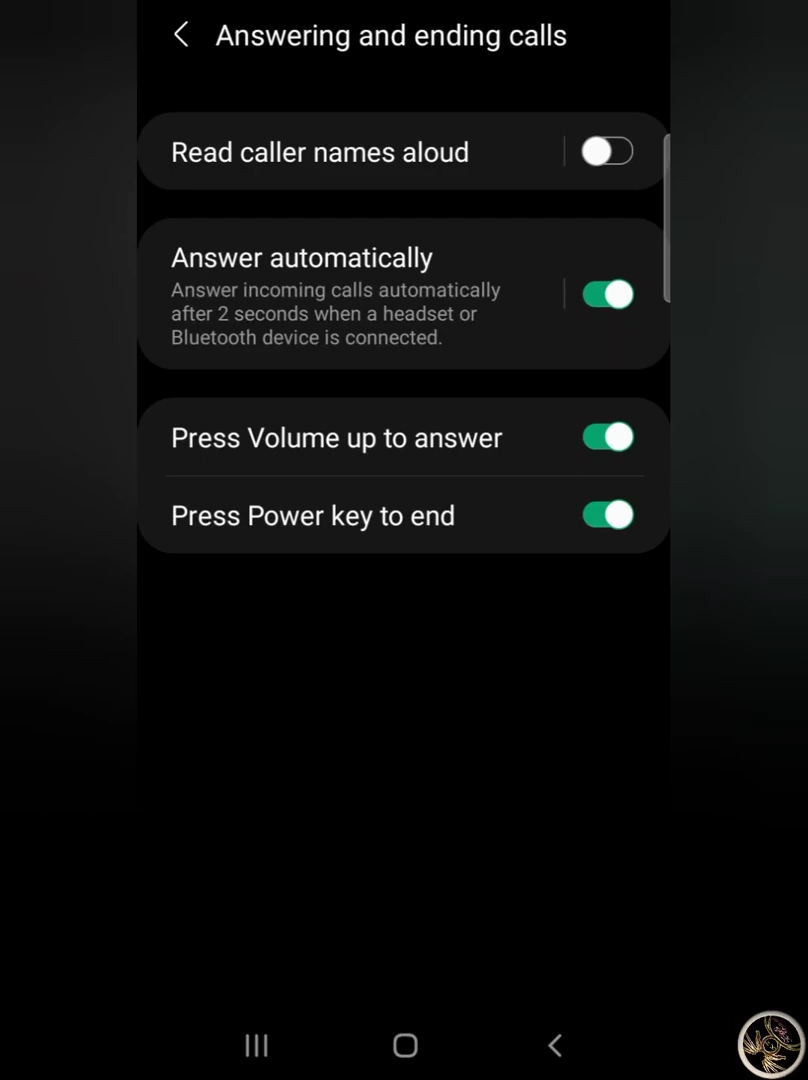 Answering and ending calls
Read caller names aloud
Answer automatically
Answer incoming calls automatically
after 2 seconds when a headset or
Bluetooth device is connected.
Press Volume up to answer
Press Power key to end